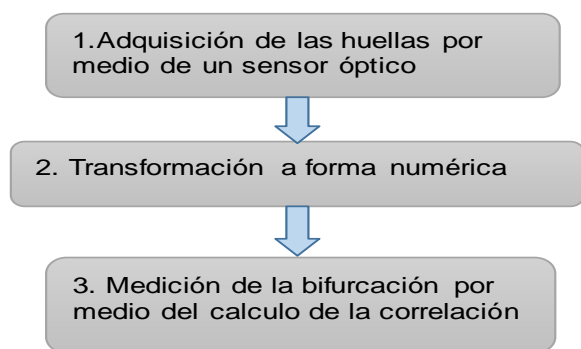 1.Adquisición de las huellas por
medio de un sensor óptico
2. Transformación a forma numérica
3. Medición de la bifurcación por
medio del calculo de la correlación